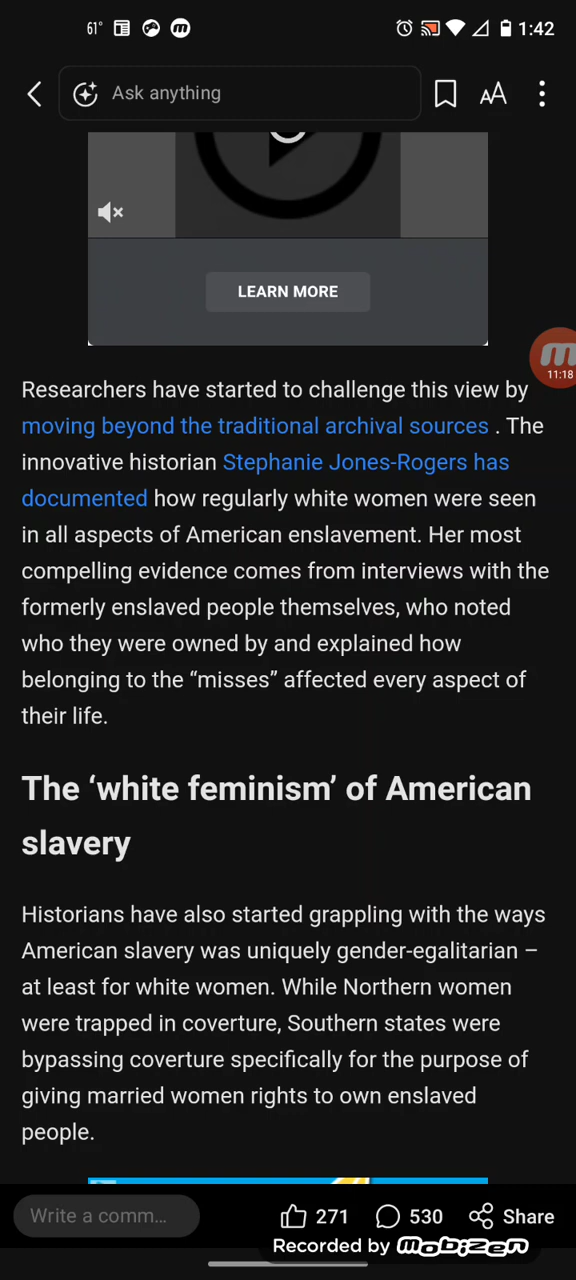 61°
1:42
Ask anything
LEARN MORE
11:18
Researchers have started to challenge this view by
moving beyond the traditional archival sources . The
innovative historian Stephanie Jones-Rogers has
documented how regularly white women were seen
in all aspects of American enslavement. Her most
compelling evidence comes from interviews with the
formerly enslaved people themselves, who noted
who they were owned by and explained how
belonging to the “misses” affected every aspect of
their life.
The ‘white feminism’ of American
slavery
Historians have also started grappling with the ways
American slavery was uniquely gender-egalitarian –
at least for white women. While Northern women
were trapped in coverture, Southern states were
bypassing coverture specifically for the purpose of
giving married women rights to own enslaved
people.
Write a comm... 271 530 Share
Recorded by mobizen